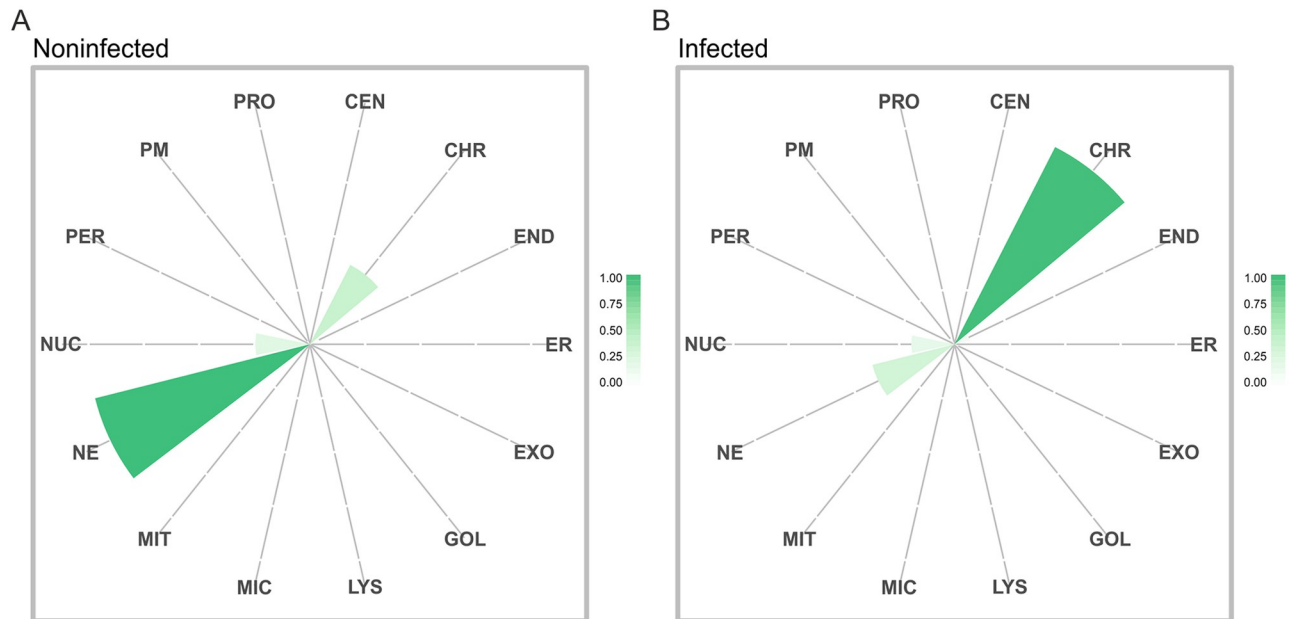 A
Noninfected
PRO
CEN
PM
CHR
PER
END
NUC
ER
NE
EXO
MIT
GOL
MIC
LYS
1.00
0.75
0.50
0.25
0.00
B
Infected
PRO
CEN
PM
CHR
PER
END
NUC
ER
NE
EXO
MIT
GOL
MIC
LYS
1.00
0.75
0.50
0.25
0.00